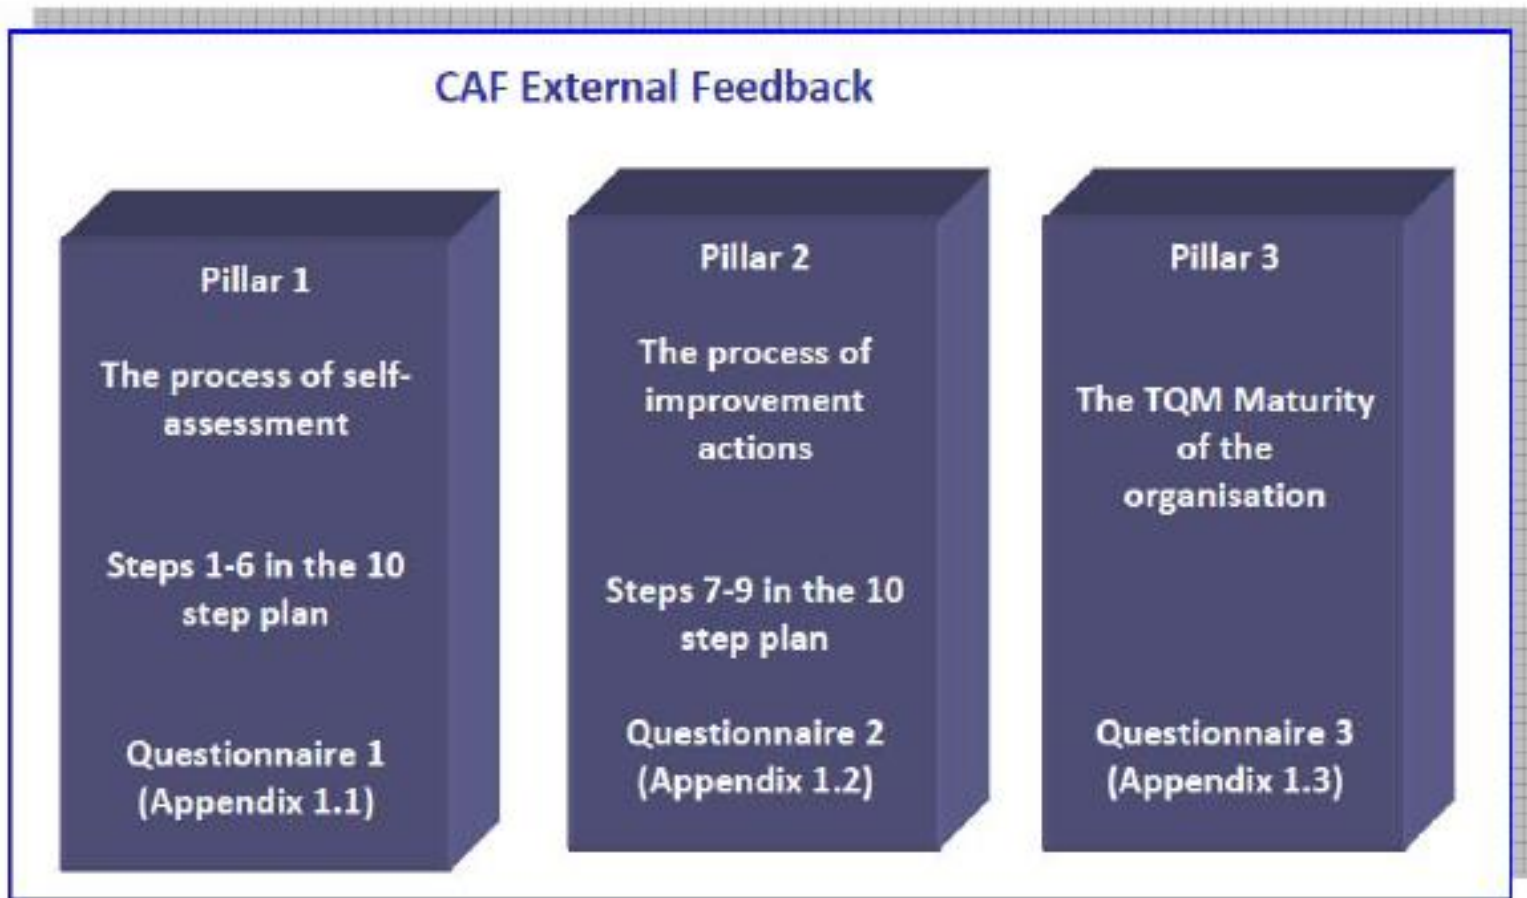 CAF External Feedback
Pillar 1
The process of self-
assessment
Steps 1-6 in the 10
step plan
Questionnaire 1
(Appendix 1.1)
Pillar 2
The process of
improvement
actions
Steps 7-9 in the 10
step plan
Questionnaire 2
(Appendix 1.2)
Pillar 3
The TQM Maturity
of the
organisation
Questionnaire 3
(Appendix 1.3)